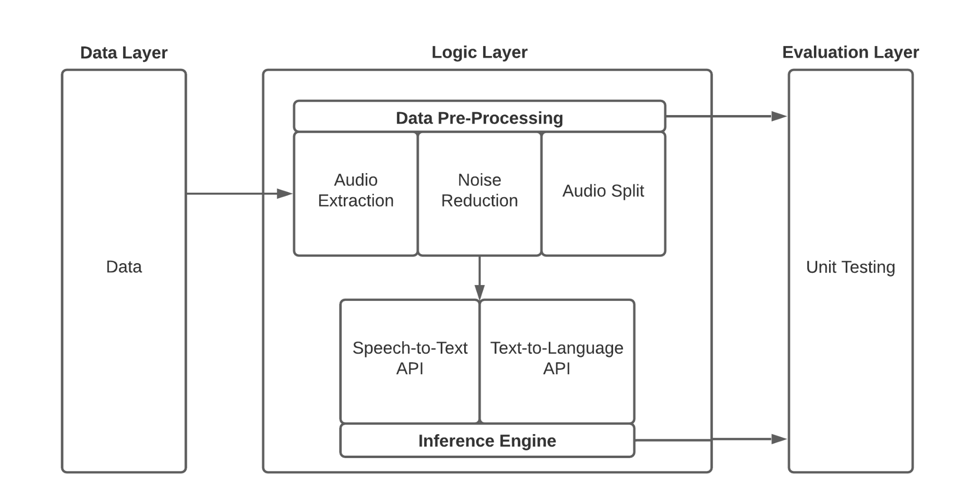 Data Layer
Logic Layer
Evaluation Layer
Data Pre-Processing
Audio
Extraction
Noise
Reduction
Audio Split
Data
Unit Testing
Speech-to-Text
API
Text-to-Language
API
Inference Engine